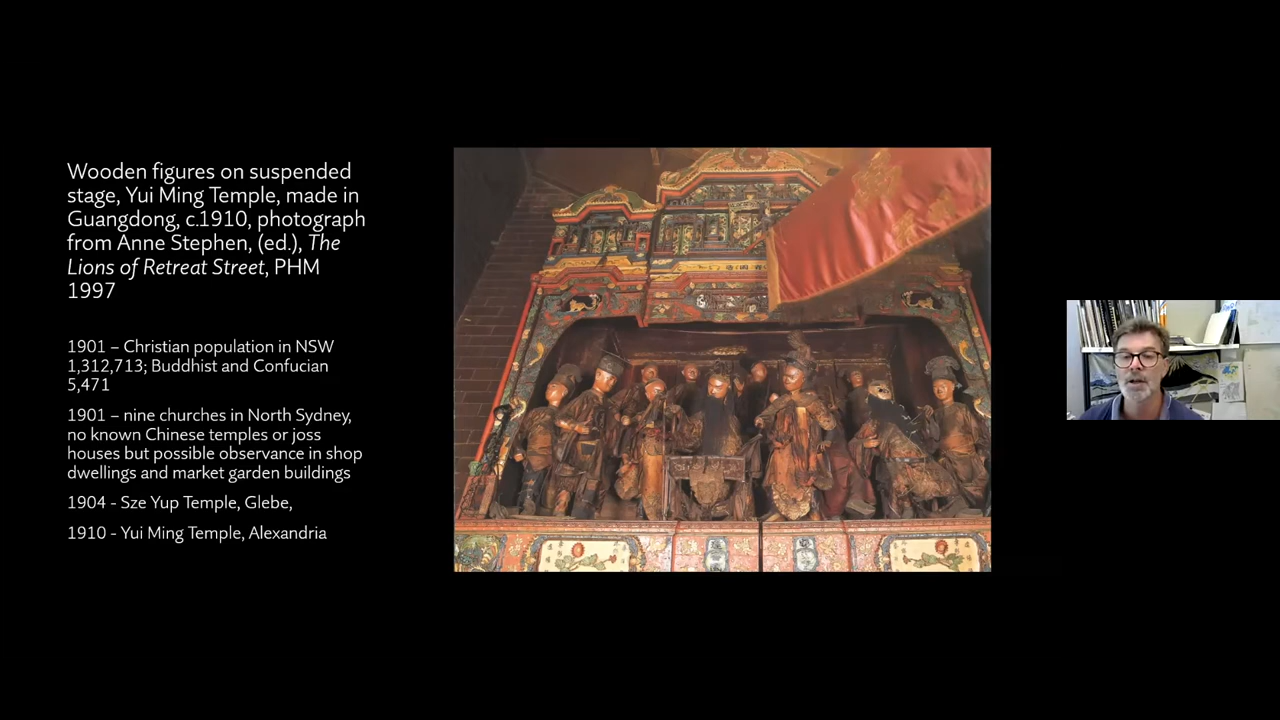 Wooden figures on suspended
stage, Yui Ming Temple, made in
Guangdong, c.1910, photograph
from Anne Stephen, (ed.), The
Lions of Retreat Street, PHM
1997
1901 – Christian population in NSW
1,312,713; Buddhist and Confucian
5,471
1901 – nine churches in North Sydney,
no known Chinese temples or joss
houses but possible observance in shop
dwellings and market garden buildings
1904 - Sze Yup Temple, Glebe,
1910 - Yui Ming Temple, Alexandria